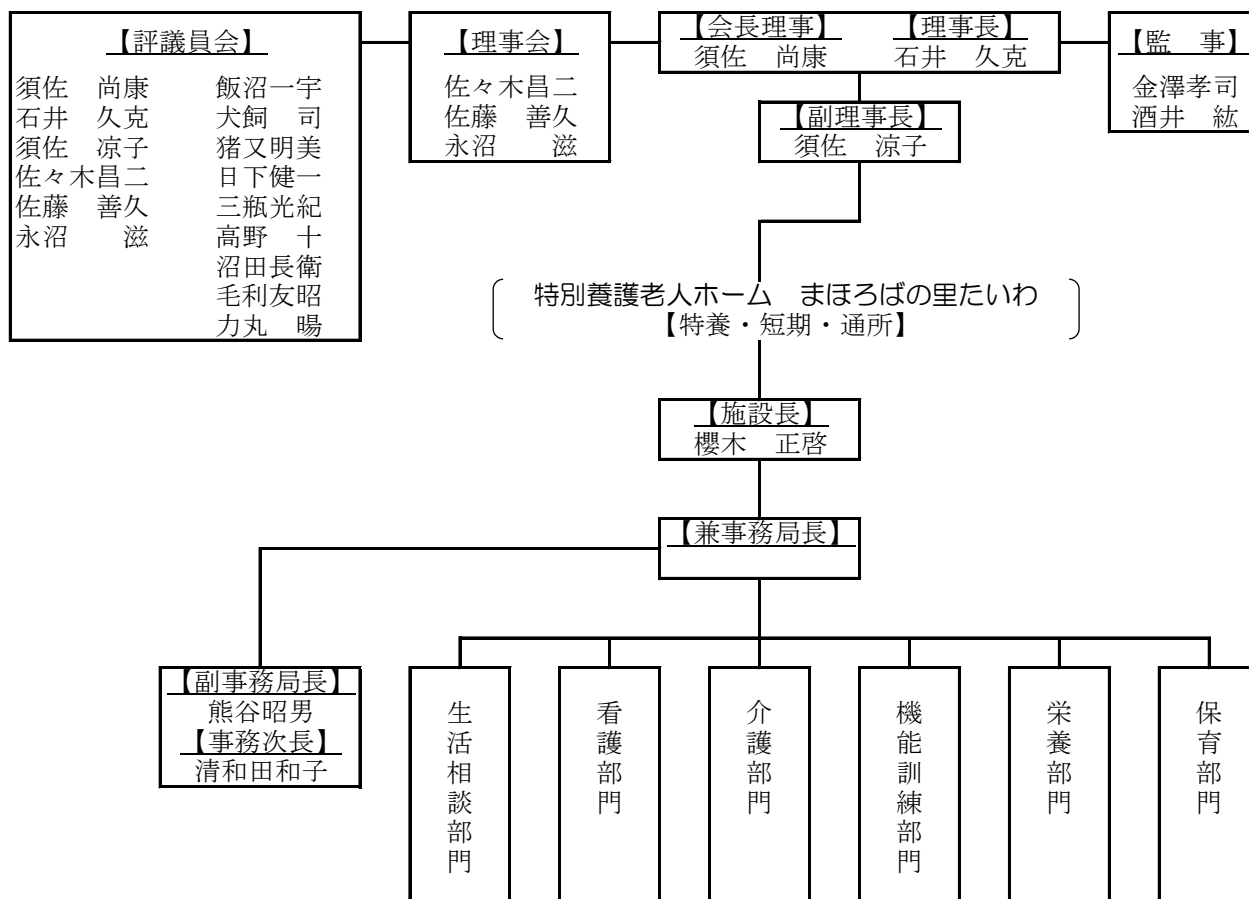 【評議員会】
須佐　尚康　飯沼一宇
石井　久克　犬飼　司
須佐　凉子　猪又明美
佐々木昌二　日下健一
佐藤　善久　三瓶光紀
永沼　　滋　高野　十
沼田長衛
毛利友昭
力丸　暘
【理事会】
佐々木昌二
佐藤　善久
永沼　　滋
【会長理事】　【理事長】
須佐　尚康　石井　久克
【監　事】
金澤孝司
酒井　紘
【副理事長】
須佐　涼子
特別養護老人ホーム　まほろばの里たいわ
【特養・短期・通所】
【施設長】
櫻木　正啓
【兼事務局長】
【副事務局長】
熊谷昭男
【事務次長】
清和田和子
生活相談部門
看護部門
介護部門
機能訓練部門
栄養部門
保育部門